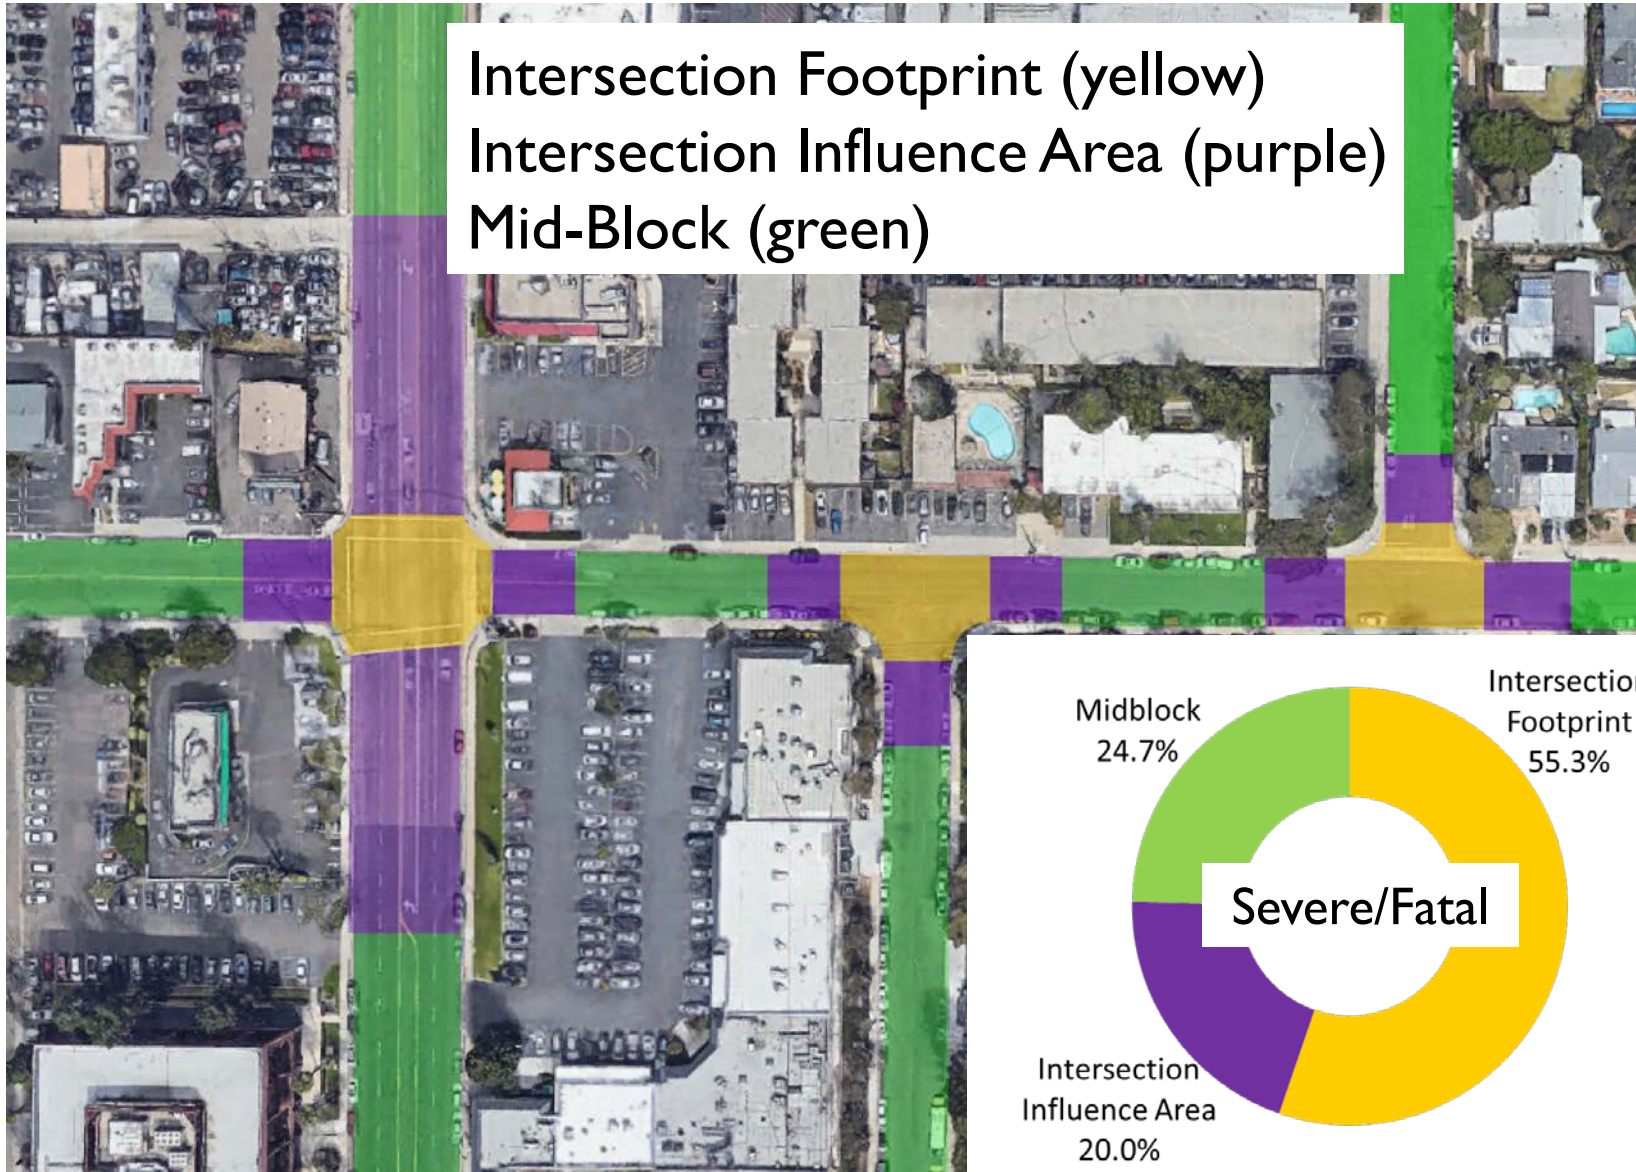 Intersection Footprint (yellow)
Intersection Influence Area (purple)
Mid-Block (green)
Midblock
24.7%
Intersection
Footprint
55.3%
Severe/Fatal
Intersection
Influence Area
20.0%